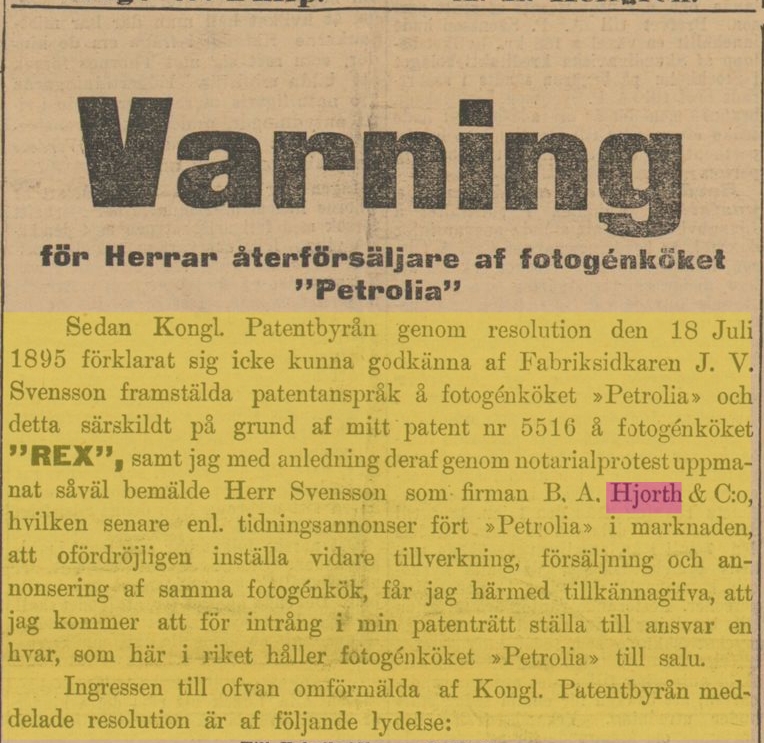 Varning
för Herrar återförsäljare af fotogénköket
”Petrolia”
Sedan Kongl. Patentbyrån genom resolution den 18 Juli
1895 förklarat sig icke kunna godkänna af Fabriksidkaren J. V.
Svensson framstälda patentanspråk å fotogénköket »Petrolia» och
detta särskildt på grund af mitt patent nr 5516 å fotogénköket
”REX”, samt jag med anledning deraf genom notarialprotest uppma-
nat såväl bemälde Herr Svensson som firman B. A. Hjorth & C:o,
hvilken senare enl. tidningsannonser fört »Petrolia» i marknaden,
att ofördröjligen inställa vidare tillverkning, försäljning och an-
nonsering af samma fotogénkök, får jag härmed tillkännagifva, att
jag kommer att för intrång i min patenträtt ställa till ansvar en
hvar, som här i riket håller fotogénköket »Petrolia» till salu.
Ingressen till ofvan omförmälda af Kongl. Patentbyrån med-
delade resolution är af följande lydelse: